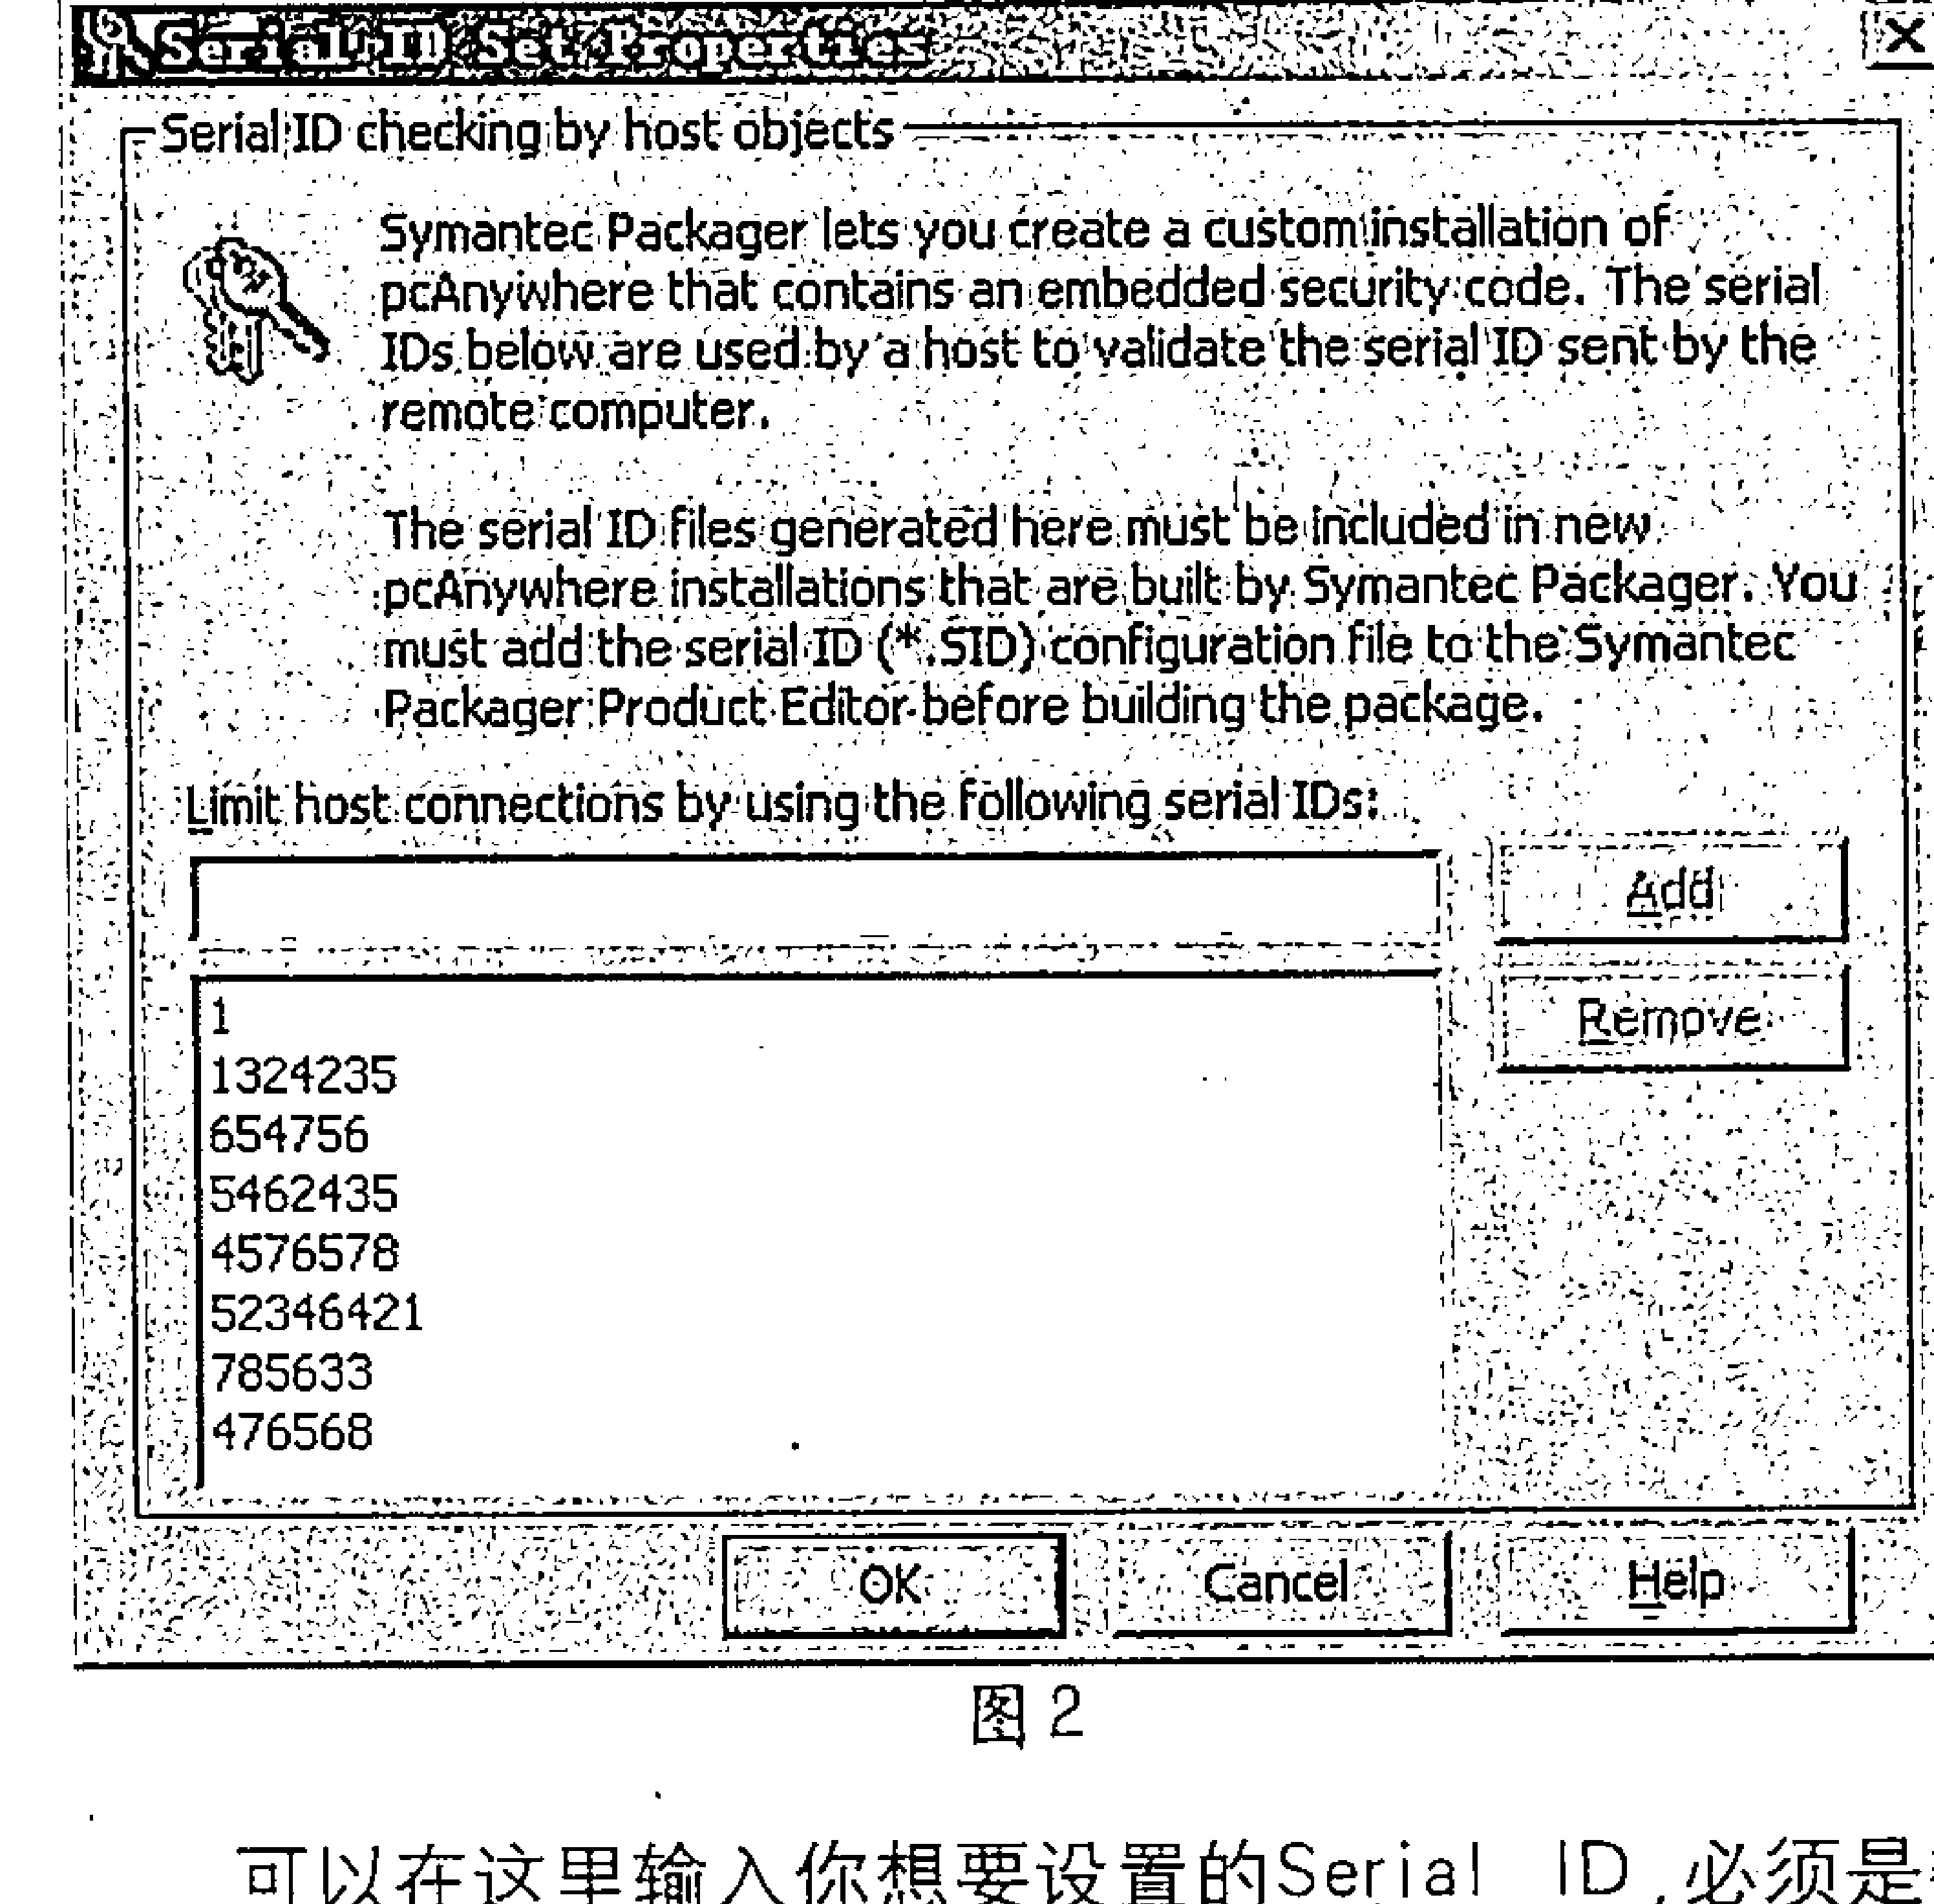 Serial ID Set Properties
Serial ID checking by host objects
Symantec Packager lets you create a custom installation of
pcAnywhere that contains an embedded security code. The serial
IDs below are used by a host to validate the serial ID sent by the
remote computer.
The serial ID files generated here must be included in new
pcAnywhere installations that are built by Symantec Packager. You
must add the serial ID (*.SID) configuration file to the Symantec
Packager Product Editor before building the package.
Limit host connections by using the following serial IDs:
Add
Remove
1
1324235
654756
5462435
4576578
52346421
785633
476568
OK Cancel Help
图 2
可以在这里输入你想要设置的Serial ID,必须是